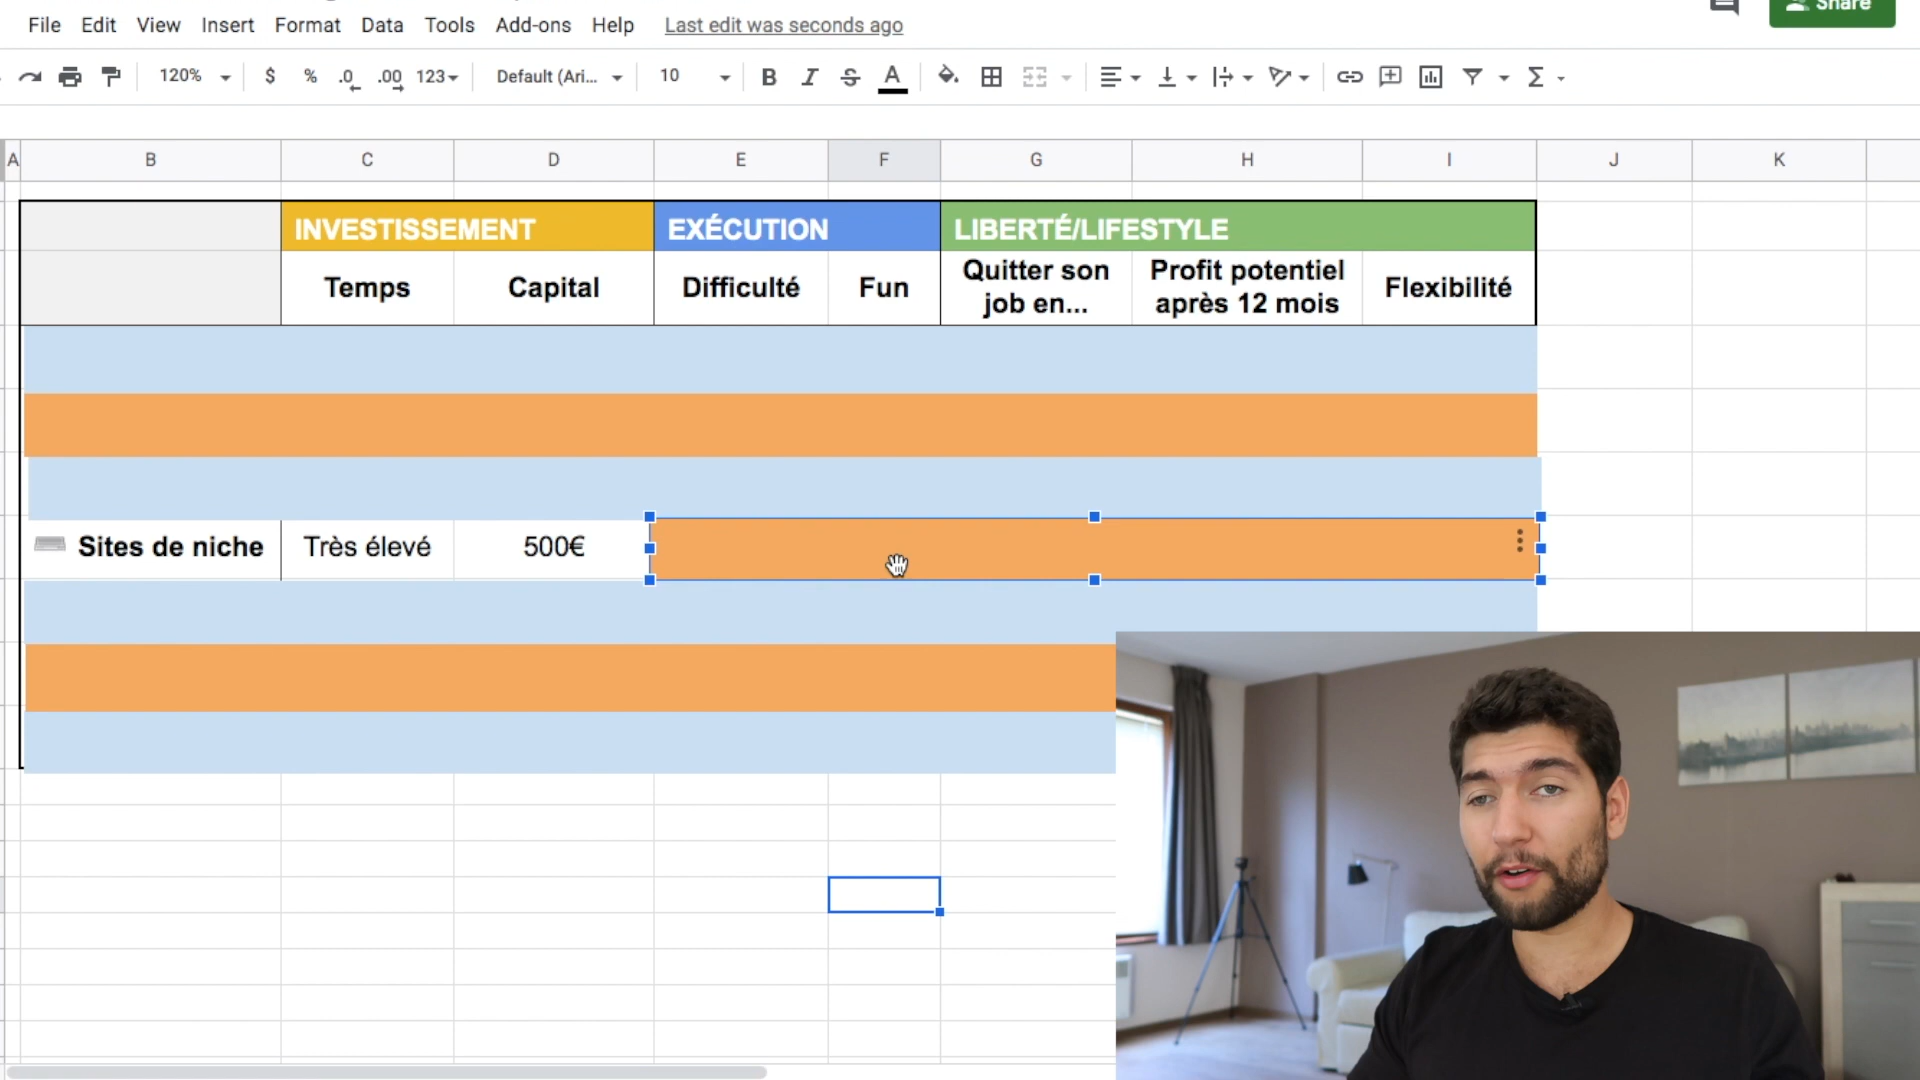 Share
File Edit View Insert Format Data Tools Add-ons Help Last edit was seconds ago
120% $ % .0 .00 123 Default (Ari... 10 B I S A Σ
A B C D E F G H I J K
INVESTISSEMENT EXÉCUTION LIBERTÉ/LIFESTYLE
Temps Capital Difficulté Fun Quitter son job en... Profit potentiel après 12 mois Flexibilité
Sites de niche Très élevé 500€